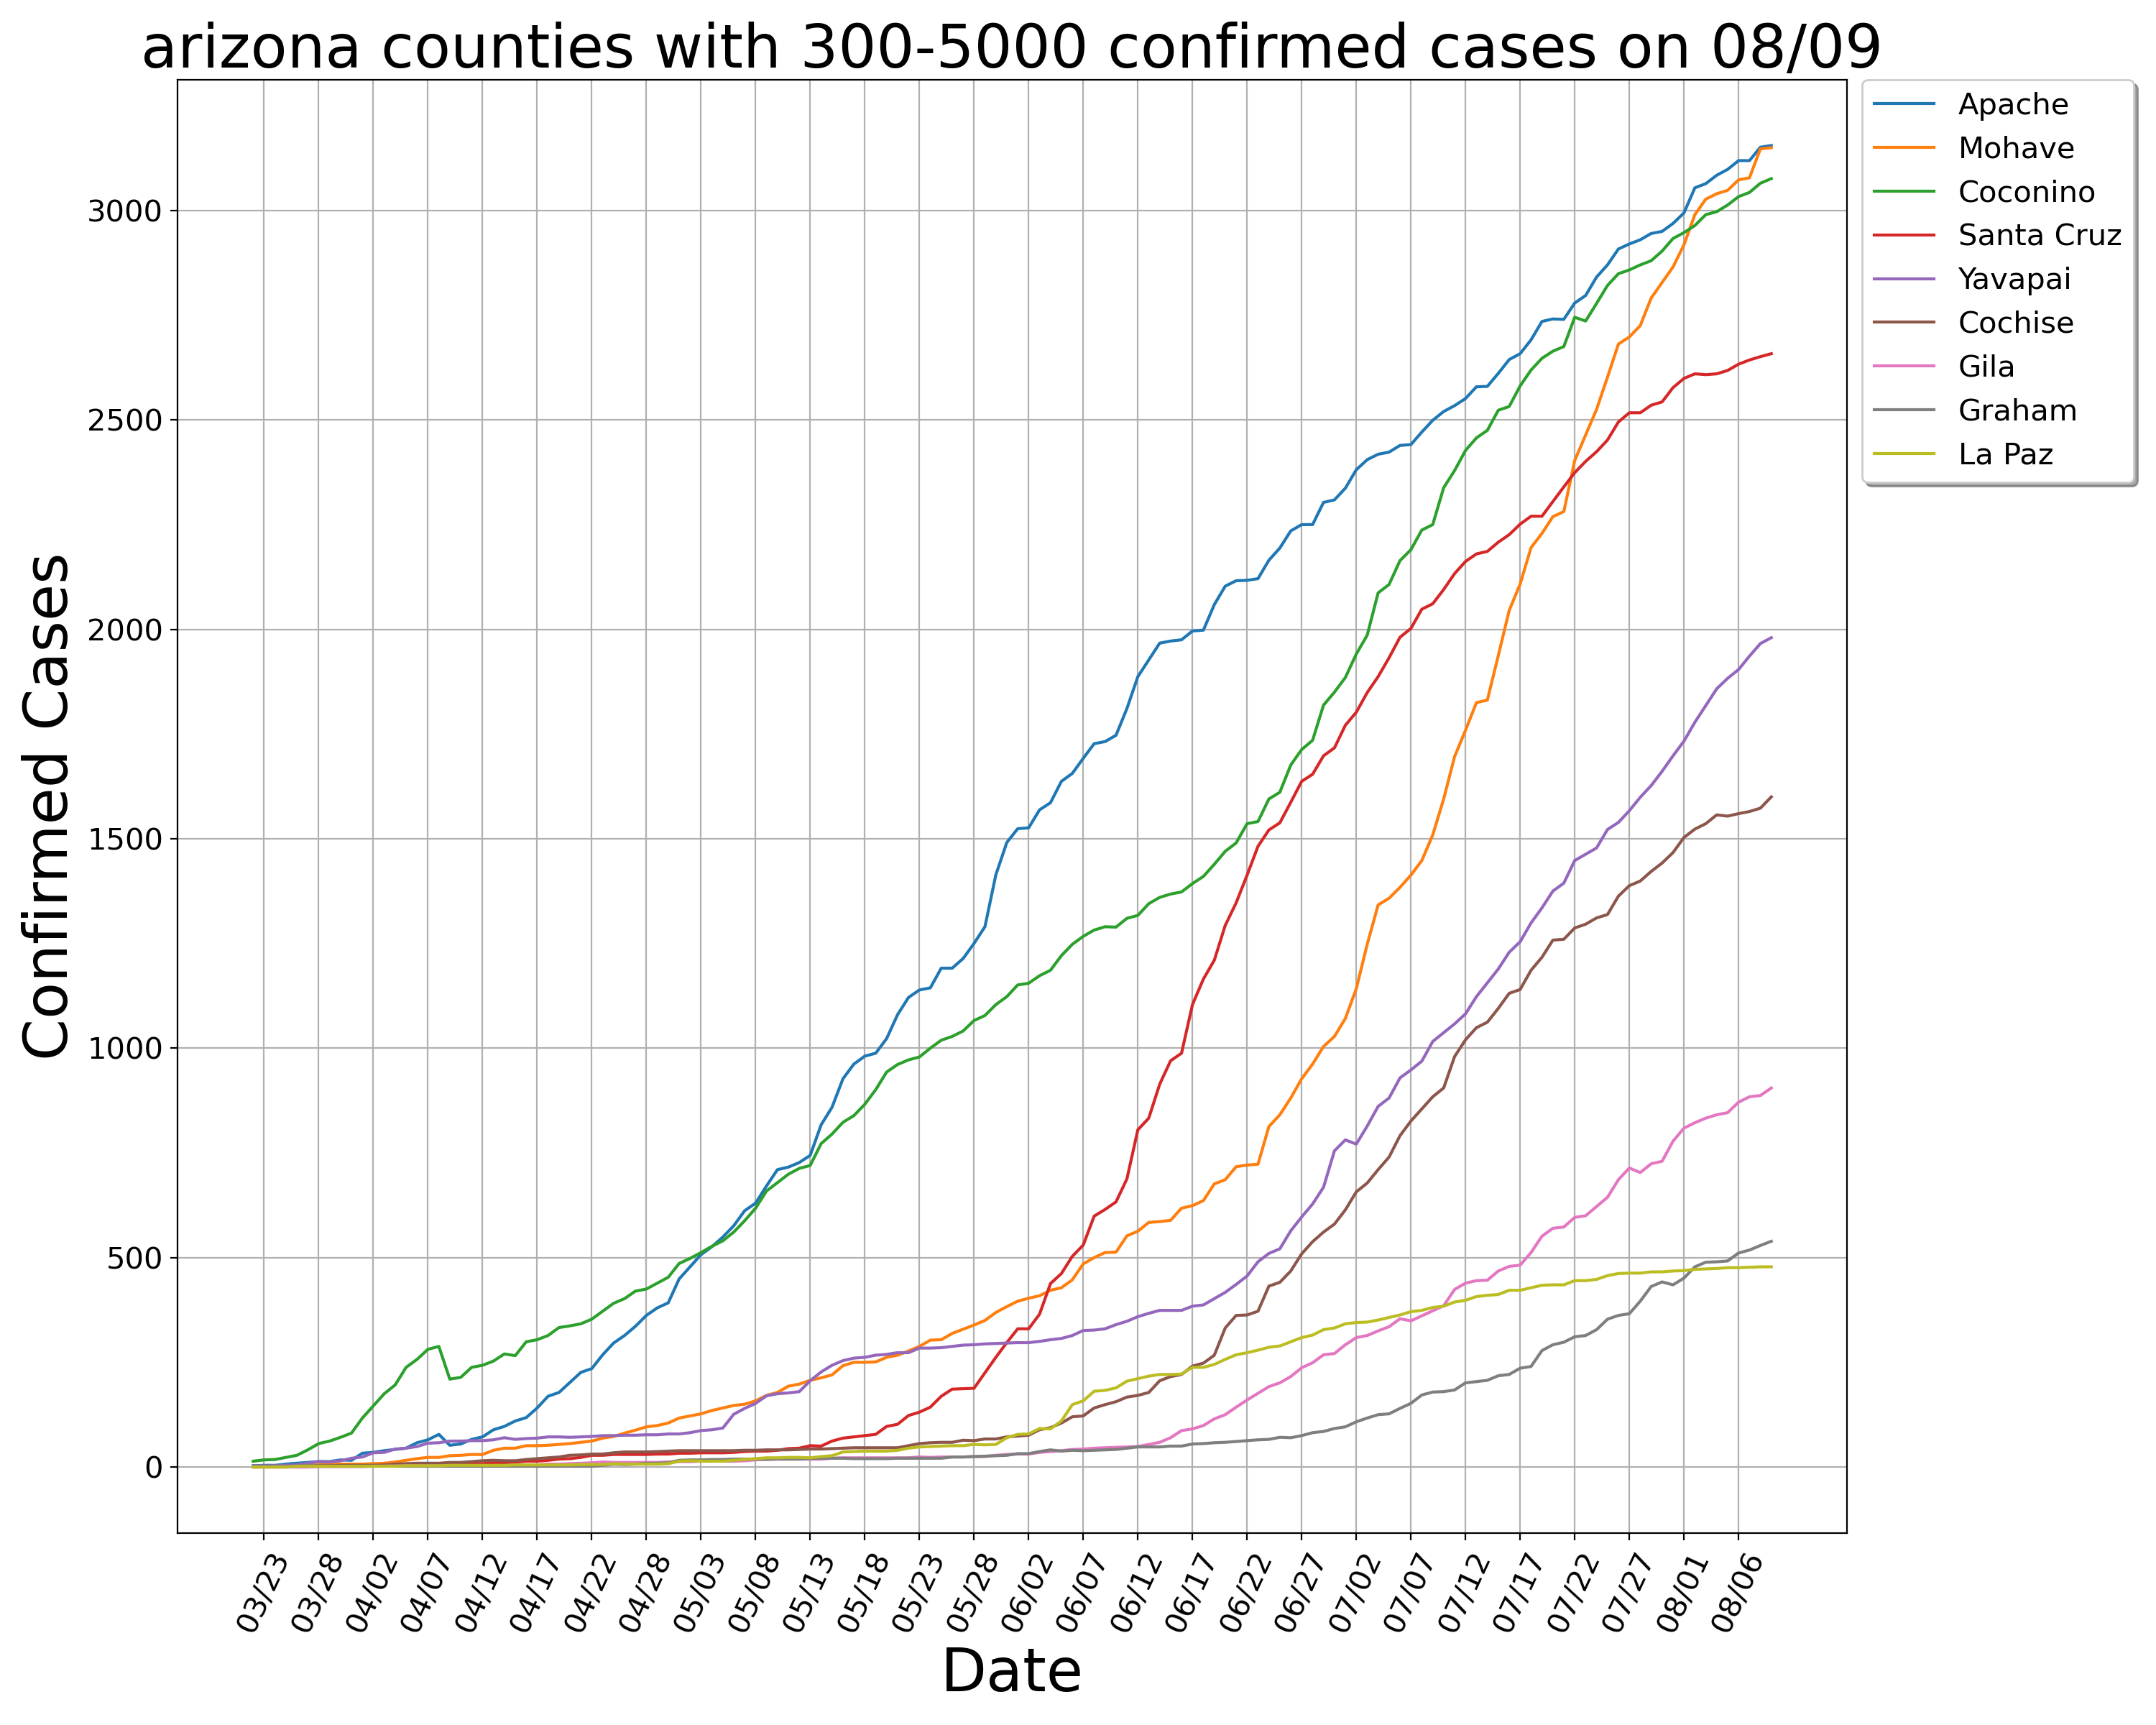 arizona counties with 300-5000 confirmed cases on 08/09
Apache
Mohave
Coconino
Santa Cruz
Yavapai
Cochise
Gila
Graham
La Paz
Confirmed Cases
3000
2500
2000
1500
1000
500
0
03/23 03/28 04/02 04/07 04/12 04/17 04/22 04/28 05/03 05/08 05/13 05/18 05/23 05/28 06/02 06/07 06/12 06/17 06/22 06/27 07/02 07/07 07/12 07/17 07/22 07/27 08/01 08/06
Date